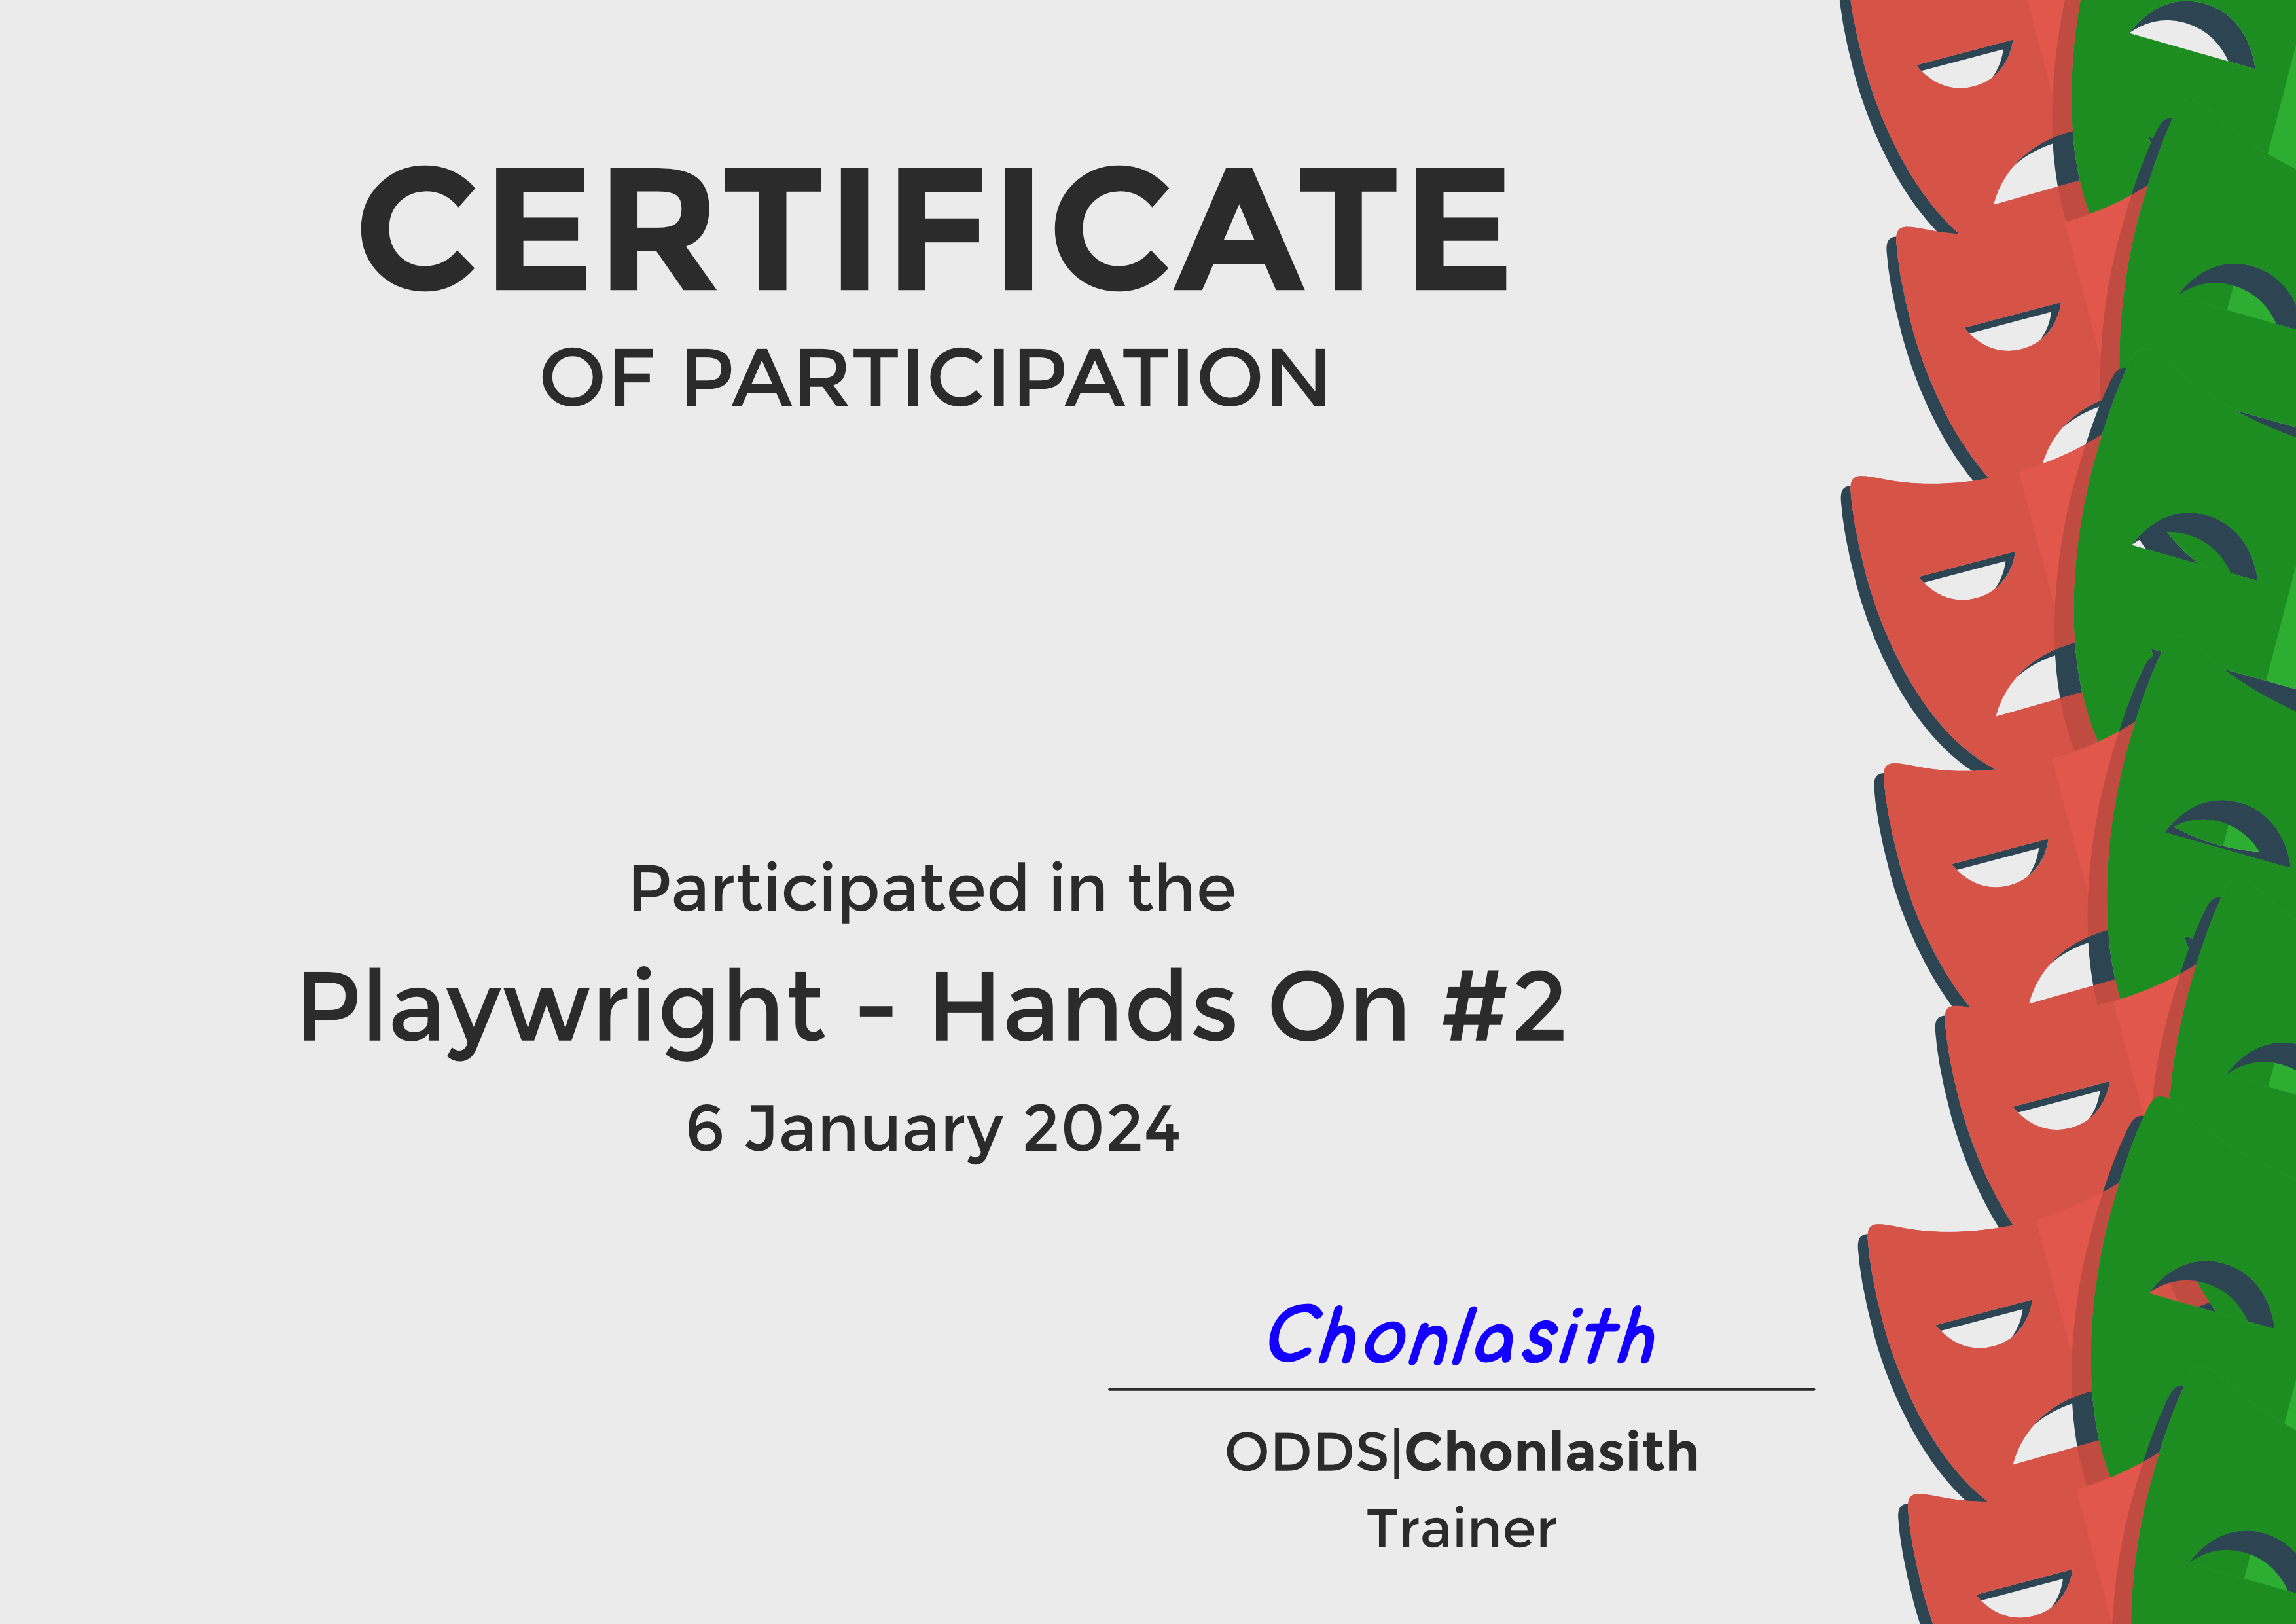 CERTIFICATE
OF PARTICIPATION
Participated in the
Playwright - Hands On #2
6 January 2024
Chonlasith
ODDS|Chonlasith
Trainer